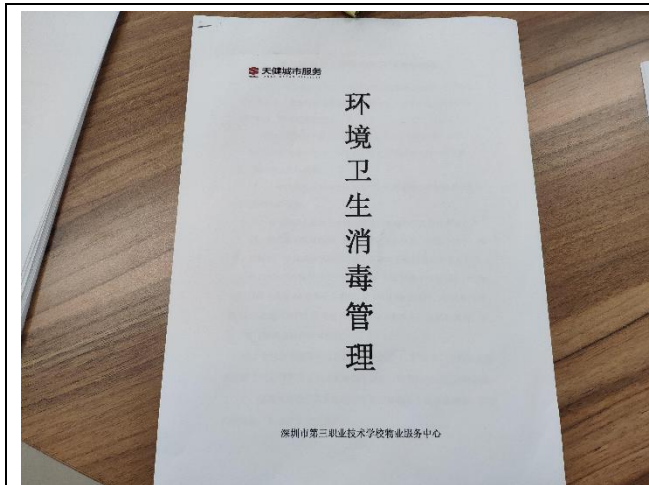 天健城市服务
环境卫生消毒管理
深圳市第三职业技术学校物业服务中心